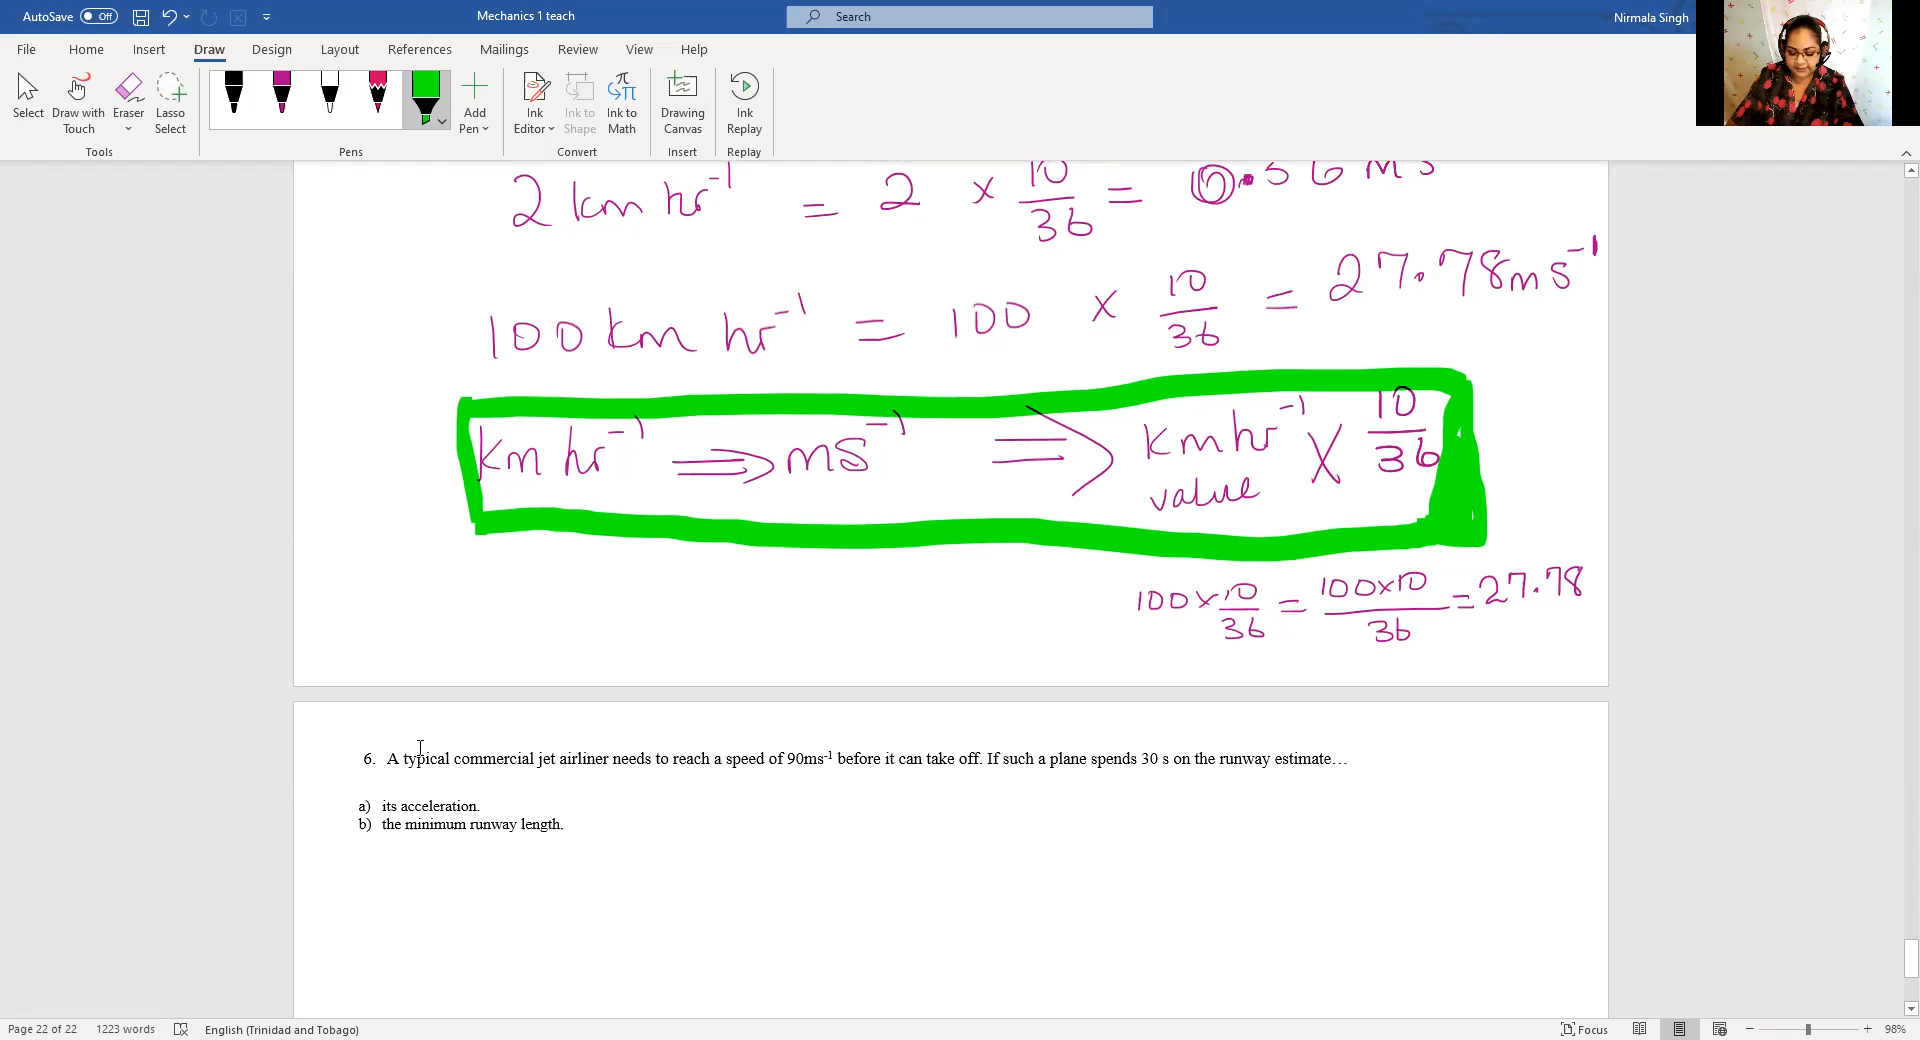 AutoSave Off Mechanics 1 teach Search Nirmala Singh
File Home Insert Draw Design Layout References Mailings Review View Help
Select Draw with Touch Eraser Lasso Select Add Pen Ink Editor Ink to Shape Ink to Math Drawing Canvas Ink Replay
Tools Pens Convert Insert Replay
2 km hr⁻¹ = 2 x 10/36 = 0.56 ms
100 km hr⁻¹ = 100 x 10/36 = 27.78 ms⁻¹
km hr⁻¹ ⇒ ms⁻¹ ⇒ km hr⁻¹ value X 10/36
100 x 10/36 = 100x10/36 = 27.78
6. A typical commercial jet airliner needs to reach a speed of 90ms⁻¹ before it can take off. If such a plane spends 30 s on the runway estimate…
a) its acceleration.
b) the minimum runway length.
Page 22 of 22 1223 words English (Trinidad and Tobago) Focus 98%